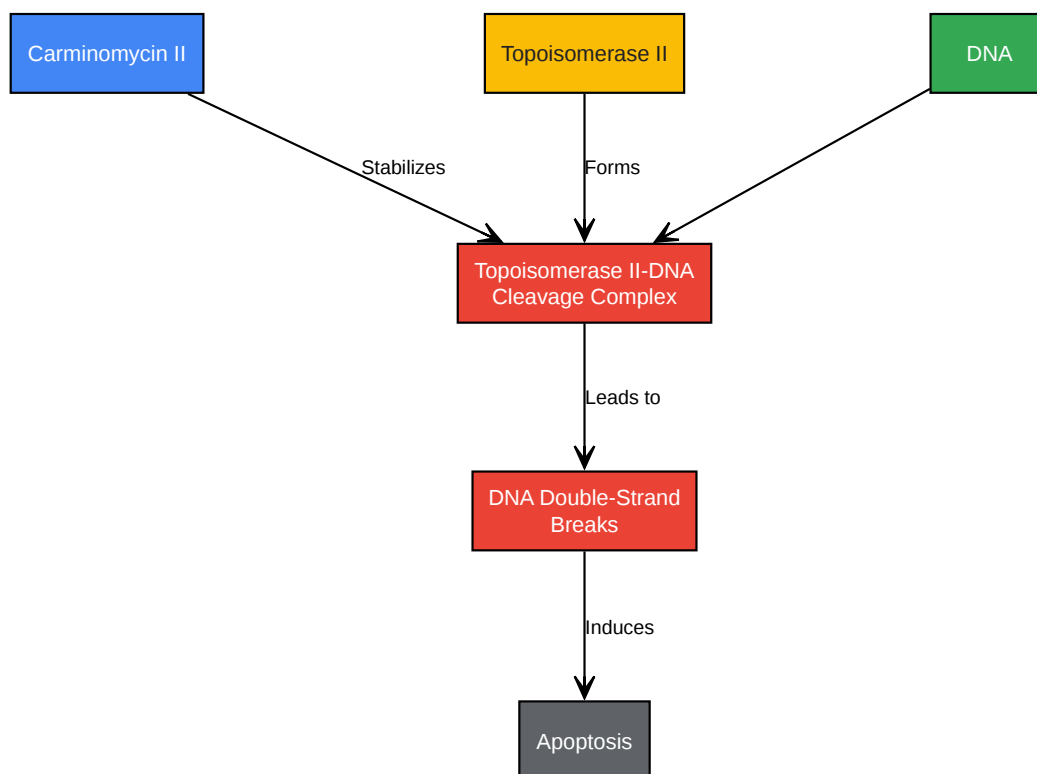 Carminomycin II
Topoisomerase II
DNA
Stabilizes
Forms
Topoisomerase II-DNA
Cleavage Complex
Leads to
DNA Double-Strand
Breaks
Induces
Apoptosis